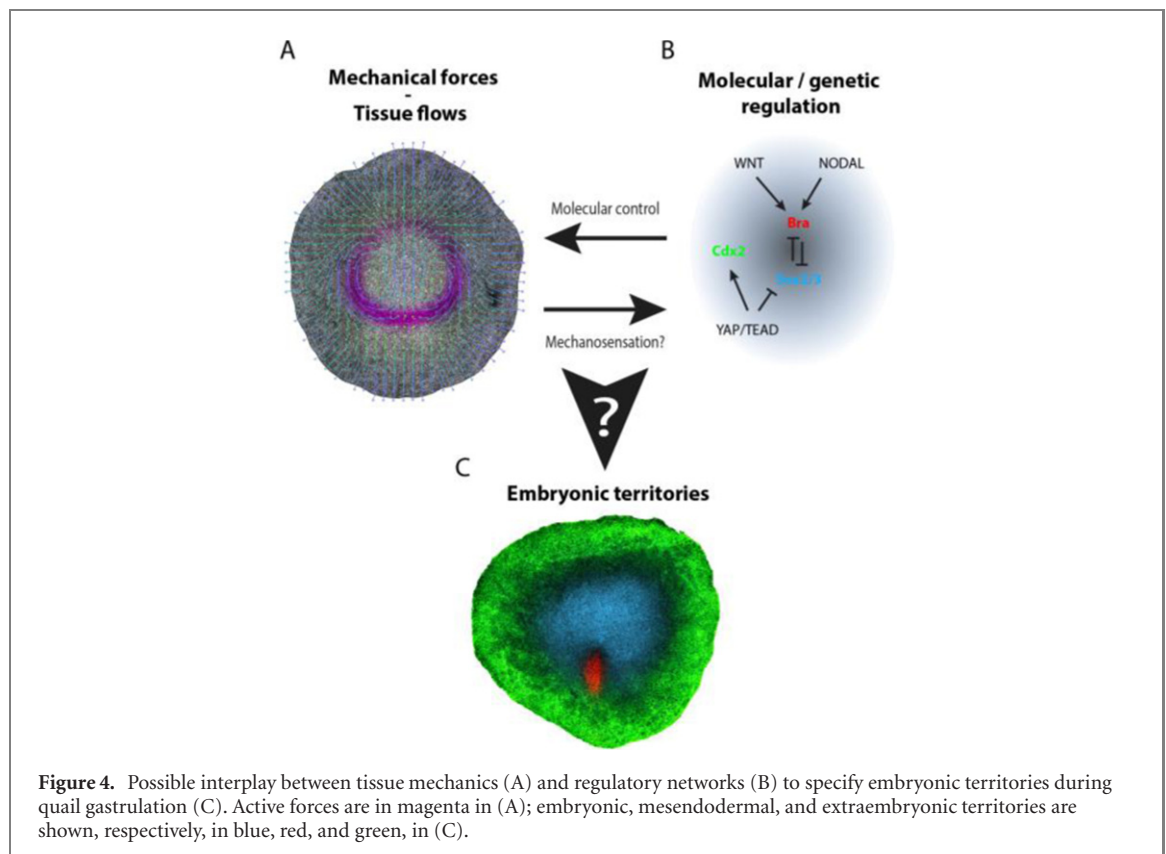 A
Mechanical forces
-
Tissue flows
B
Molecular / genetic
regulation
WNT
NODAL
Bra
Cdx2
YAP/TEAD
Molecular control
Mechanosensation?
?
C
Embryonic territories
Figure 4. Possible interplay between tissue mechanics (A) and regulatory networks (B) to specify embryonic territories during
quail gastrulation (C). Active forces are in magenta in (A); embryonic, mesendodermal, and extraembryonic territories are
shown, respectively, in blue, red, and green, in (C).